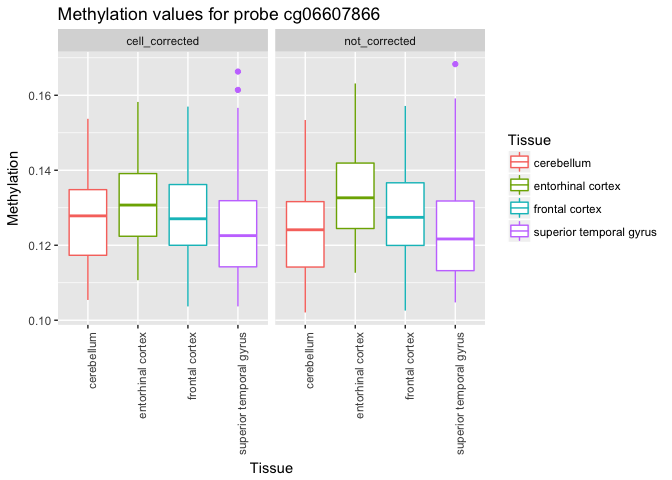 Methylation values for probe cg06607866
cell_corrected
not_corrected
Methylation
0.16
0.14
0.12
0.10
cerebellum
entorhinal cortex
frontal cortex
superior temporal gyrus
cerebellum
entorhinal cortex
frontal cortex
superior temporal gyrus
Tissue
Tissue
cerebellum
entorhinal cortex
frontal cortex
superior temporal gyrus